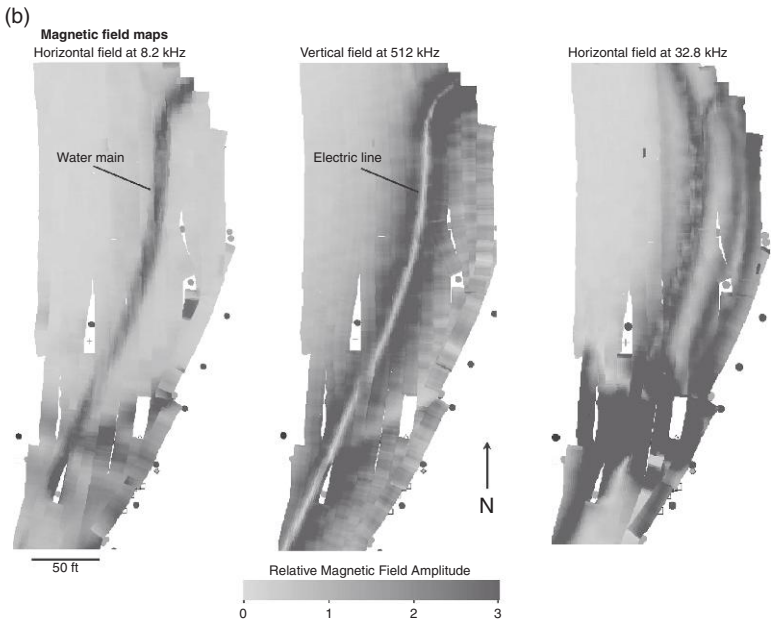 (b)
Magnetic field maps
Horizontal field at 8.2 kHz
Vertical field at 512 kHz
Horizontal field at 32.8 kHz
Water main
Electric line
N
50 ft
Relative Magnetic Field Amplitude
0 1 2 3